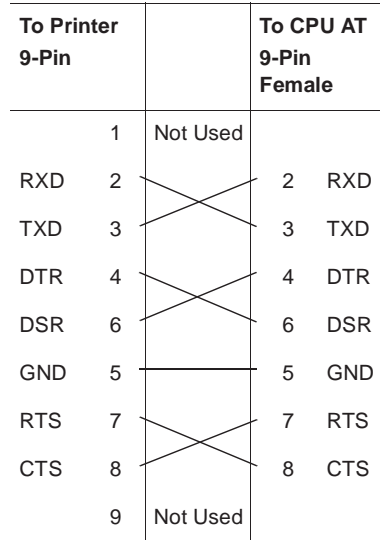 To Printer To CPU AT
9-Pin 9-Pin
Female
1 Not Used
RXD 2 2 RXD
TXD 3 3 TXD
DTR 4 4 DTR
DSR 6 6 DSR
GND 5 5 GND
RTS 7 7 RTS
CTS 8 8 CTS
9 Not Used